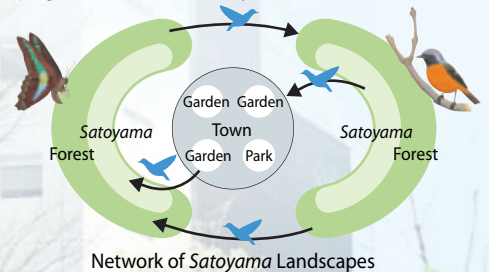 Garden Garden
Satoyama Town Satoyama
Forest Garden Park Forest
Network of Satoyama Landscapes